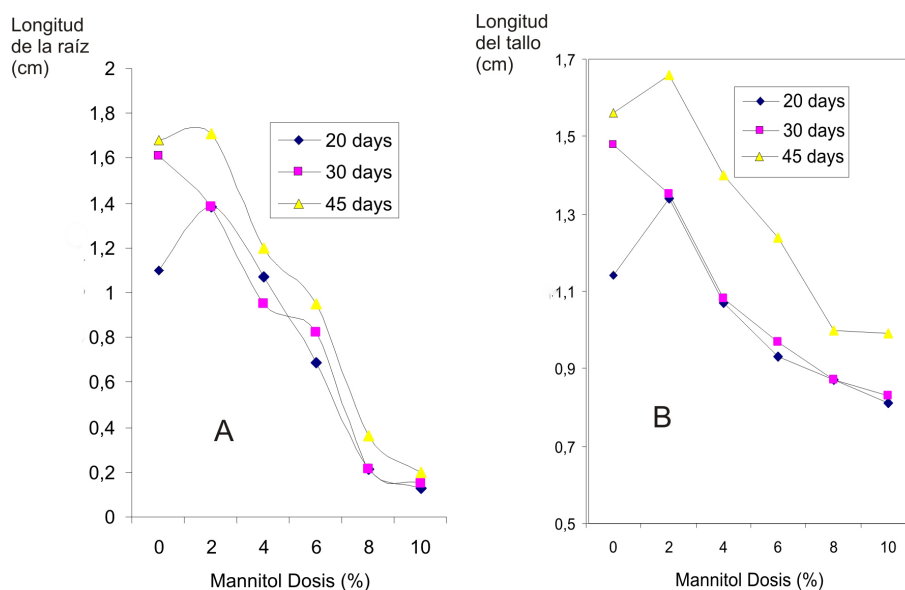 Longitud
de la raíz
(cm)
2
1,8
1,6
1,4
1,2
1
0,8
0,6
0,4
0,2
0
0 2 4 6 8 10
Mannitol Dosis (%)
20 days
30 days
45 days
A
Longitud
del tallo
(cm)
1,7
1,5
1,3
1,1
0,9
0,7
0,5
0 2 4 6 8 10
Mannitol Dosis (%)
20 days
30 days
45 days
B